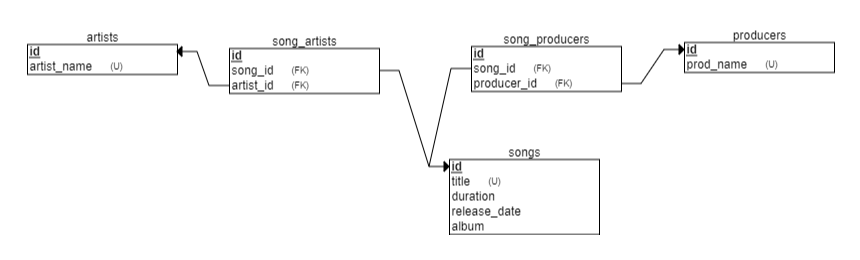 artists
id
artist_name (U)
song_artists
id
song_id (FK)
artist_id (FK)
song_producers
id
song_id (FK)
producer_id (FK)
producers
id
prod_name (U)
songs
id
title (U)
duration
release_date
album